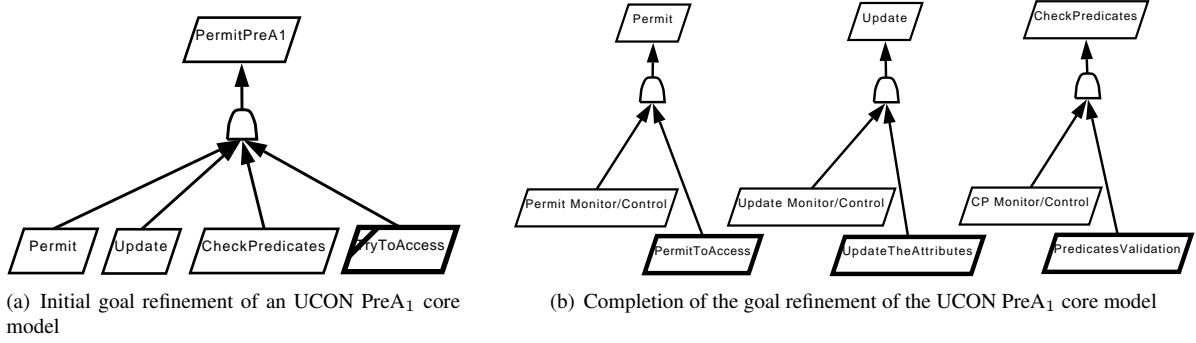 PermitPreA1
Permit
Update
CheckPredicates
TryToAccess
(a) Initial goal refinement of an UCON PreA1 core
model
Permit
Update
CheckPredicates
Permit Monitor/Control
Update Monitor/Control
CP Monitor/Control
PermitToAccess
UpdateTheAttributes
PredicatesValidation
(b) Completion of the goal refinement of the UCON PreA1 core model